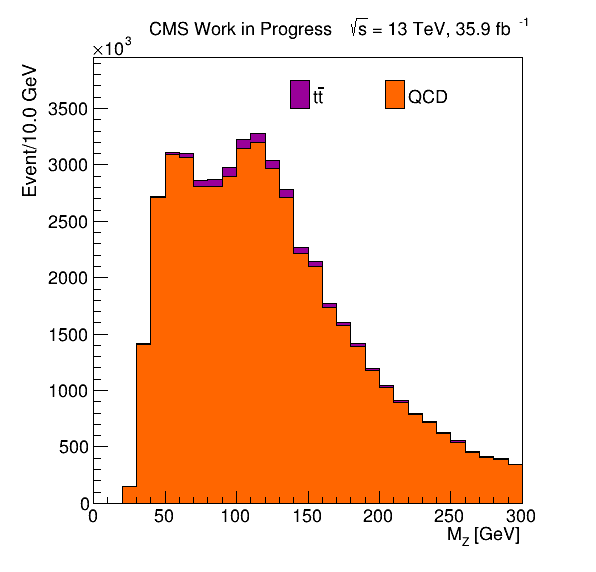 CMS Work in Progress √s = 13 TeV, 35.9 fb⁻¹
×10³
Event/10.0 GeV
tt̄ QCD
3500
3000
2500
2000
1500
1000
500
0
0 50 100 150 200 250 300
M_Z [GeV]